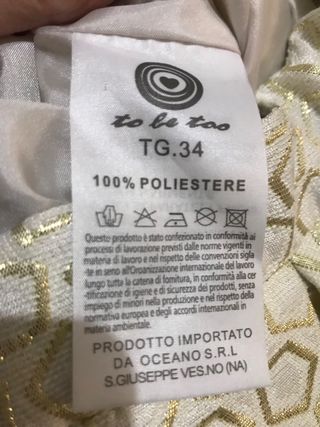 to be too
TG.34
100% POLIESTERE
Questo prodotto è stato confezionato in conformità ai
processi di lavorazione previsti dalle norme vigenti in
materia di lavoro e nel rispetto delle convenzioni sigla-
te in seno all'Organizzazione internazionale del lavoro
lungo tutta la catena di fornitura, in conformità alla cer
tificazione di igiene e di sicurezza dei prodotti, senza
impiego di minori nella produzione e nel rispetto della
normativa europea e degli accordi internazionali in
materia ambientale.
PRODOTTO IMPORTATO
DA OCEANO S.R.L
S.GIUSEPPE VES.NO (NA)